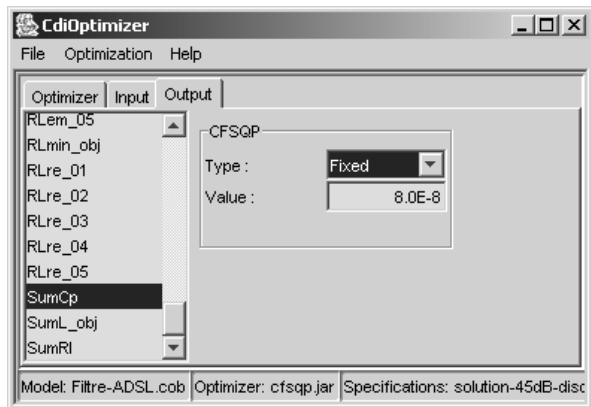 CdiOptimizer
File Optimization Help
Optimizer Input Output
RLem_05
RLmin_obj
RLre_01
RLre_02
RLre_03
RLre_04
RLre_05
SumCp
SumL_obj
SumRl
CFSQP
Type : Fixed
Value : 8.0E-8
Model: Filtre-ADSL.cob Optimizer: cfsqp.jar Specifications: solution-45dB-disc